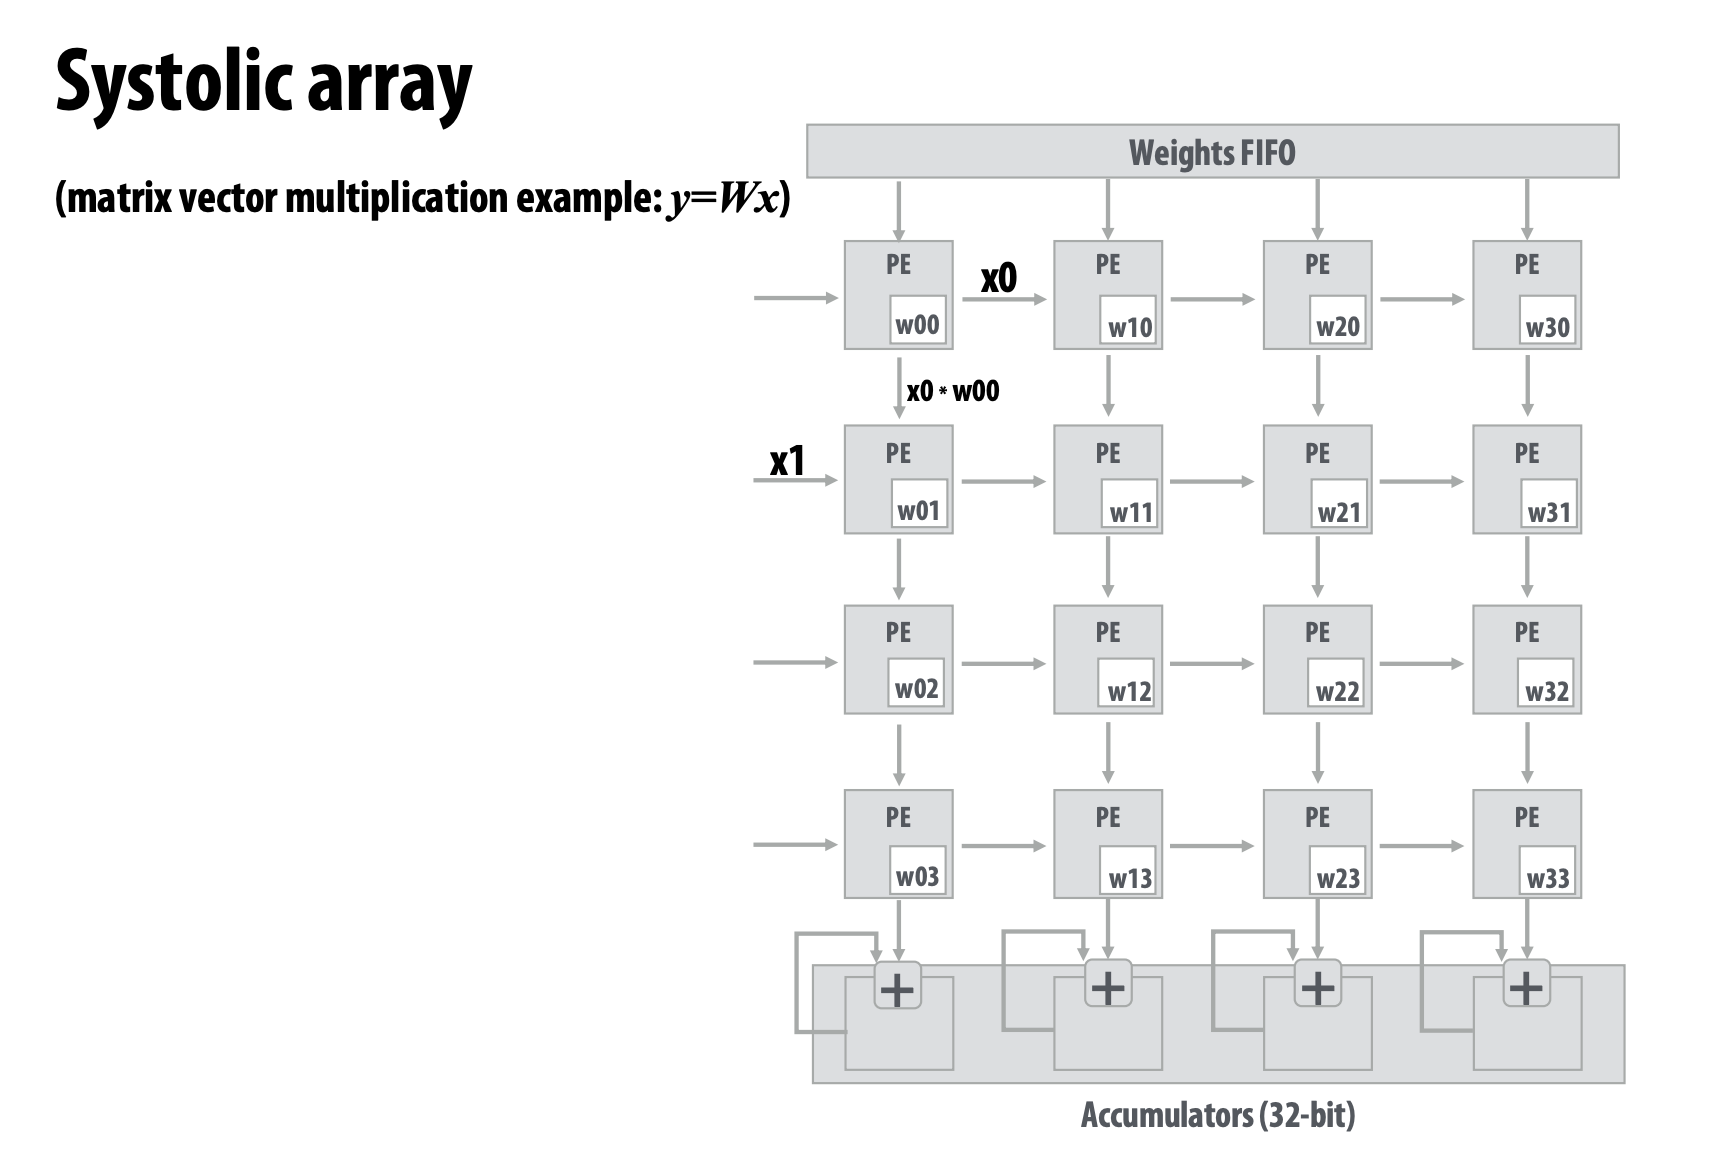 Systolic array
(matrix vector multiplication example: y=Wx)
Weights FIFO
PE PE PE PE
x0
w00 w10 w20 w30
x0 * w00
x1
PE PE PE PE
w01 w11 w21 w31
PE PE PE PE
w02 w12 w22 w32
PE PE PE PE
w03 w13 w23 w33
+ + + +
Accumulators (32-bit)